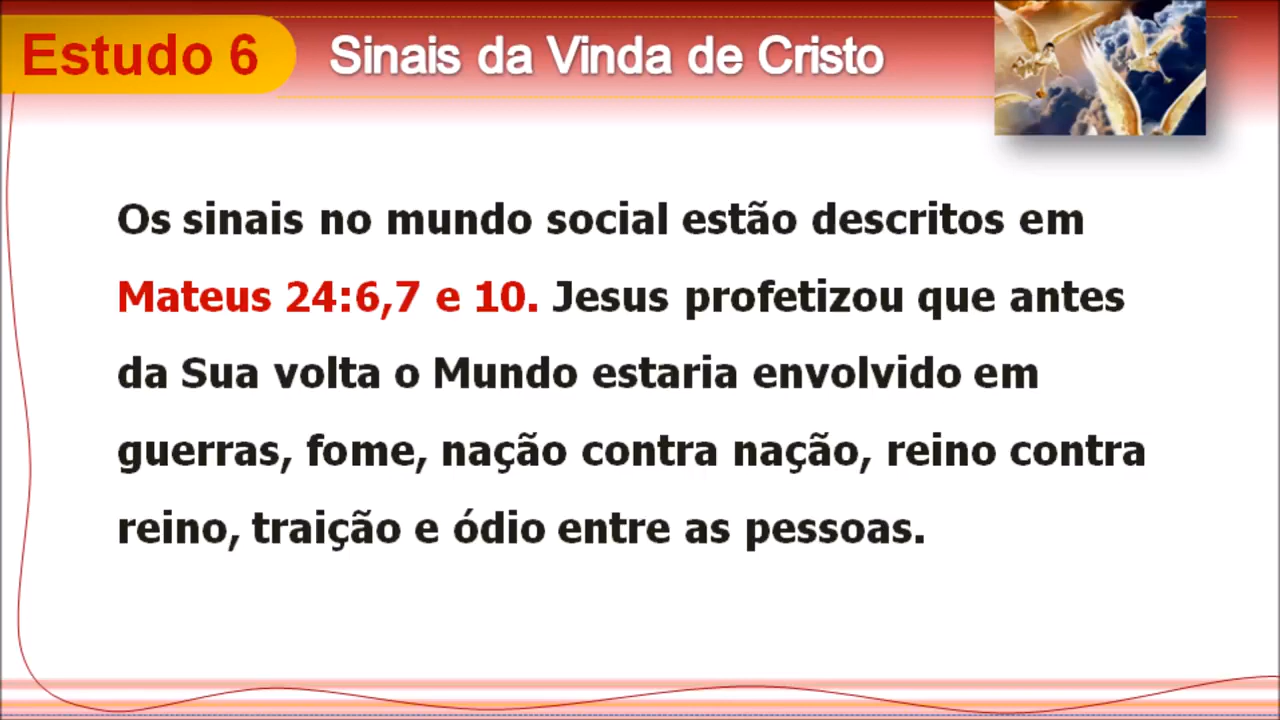 Estudo 6
Sinais da Vinda de Cristo
Os sinais no mundo social estão descritos em
Mateus 24:6,7 e 10. Jesus profetizou que antes
da Sua volta o Mundo estaria envolvido em
guerras, fome, nação contra nação, reino contra
reino, traição e ódio entre as pessoas.